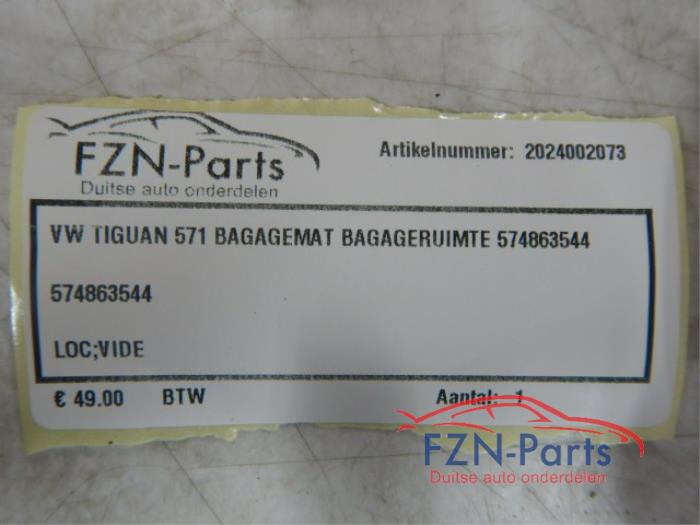 FZN-Parts
Duitse auto onderdelen
Artikelnummer: 2024002073
VW TIGUAN 571 BAGAGEMAT BAGAGERUIMTE 574863544
574863544
LOC;VIDE
€ 49.00 BTW Aantal: 1
FZN-Parts
Duitse auto onderdelen